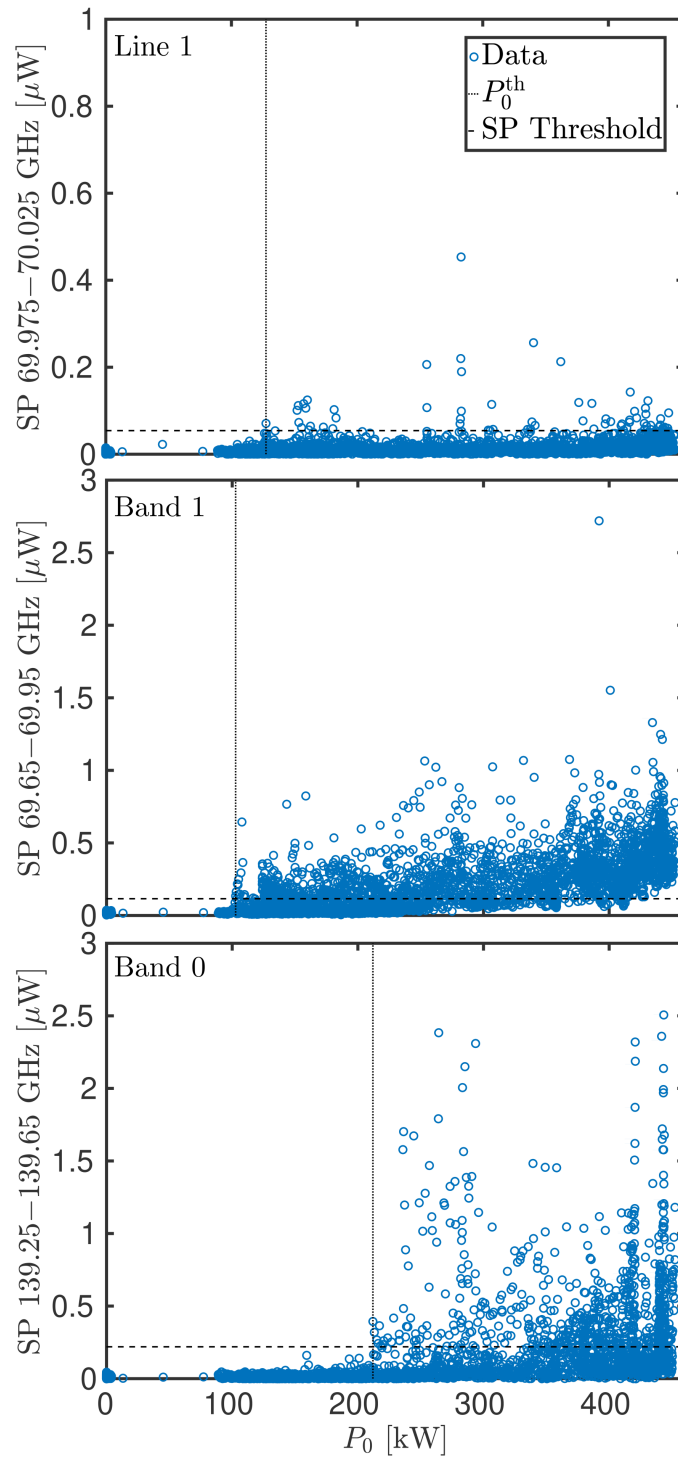 Line 1
Data
P₀ᵗʰ
SP Threshold
SP 69.975−70.025 GHz [μW]
1
0.8
0.6
0.4
0.2
0
Band 1
SP 69.65−69.95 GHz [μW]
3
2.5
2
1.5
1
0.5
0
Band 0
SP 139.25−139.65 GHz [μW]
3
2.5
2
1.5
1
0.5
0
0 100 200 300 400
P₀ [kW]